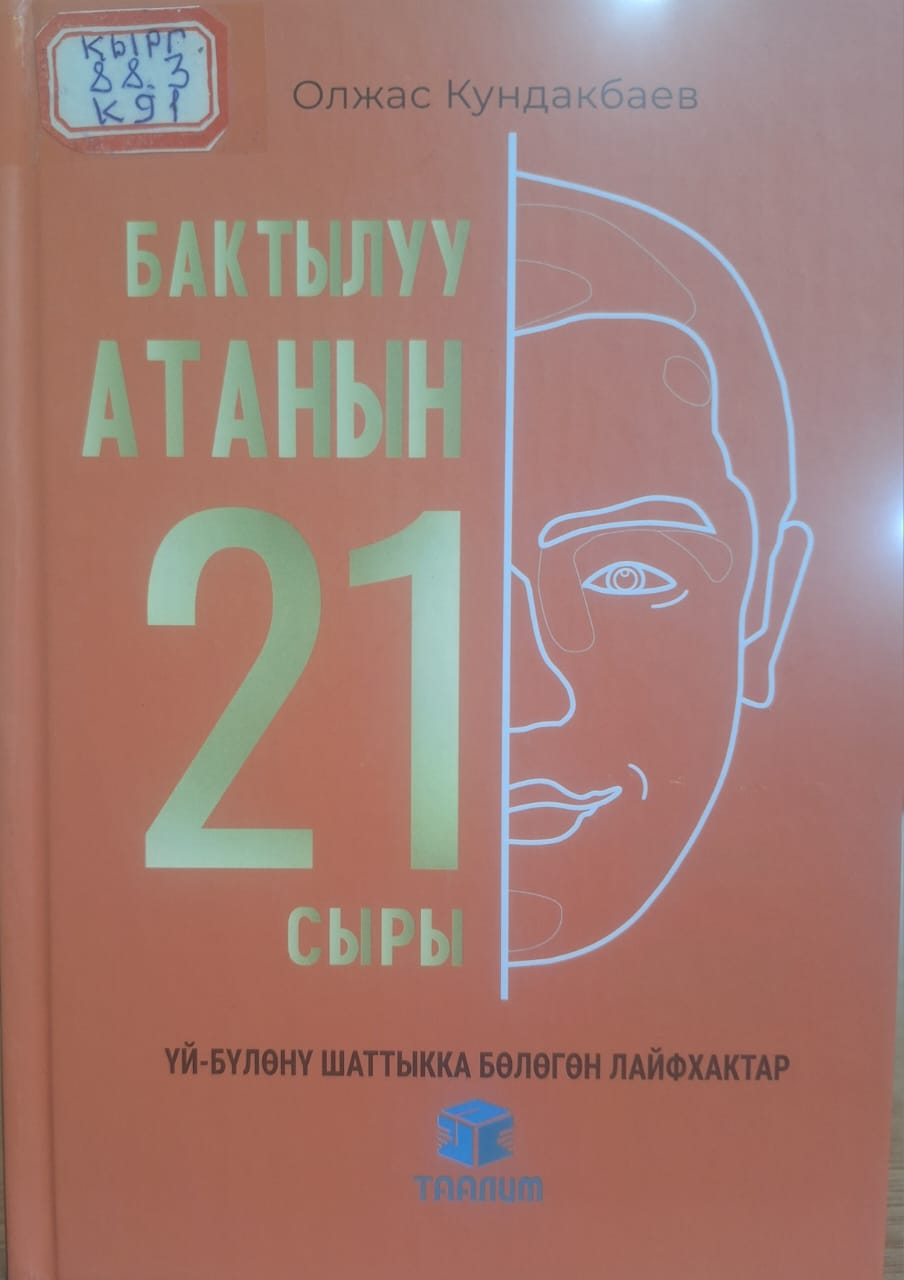 кырг.
88.3
К91
Олжас Кундакбаев
БАКТЫЛУУ
АТАНЫН
21
СЫРЫ
ҮЙ-БҮЛӨНҮ ШАТТЫККА БӨЛӨГӨН ЛАЙФХАКТАР
ТААЛИМ